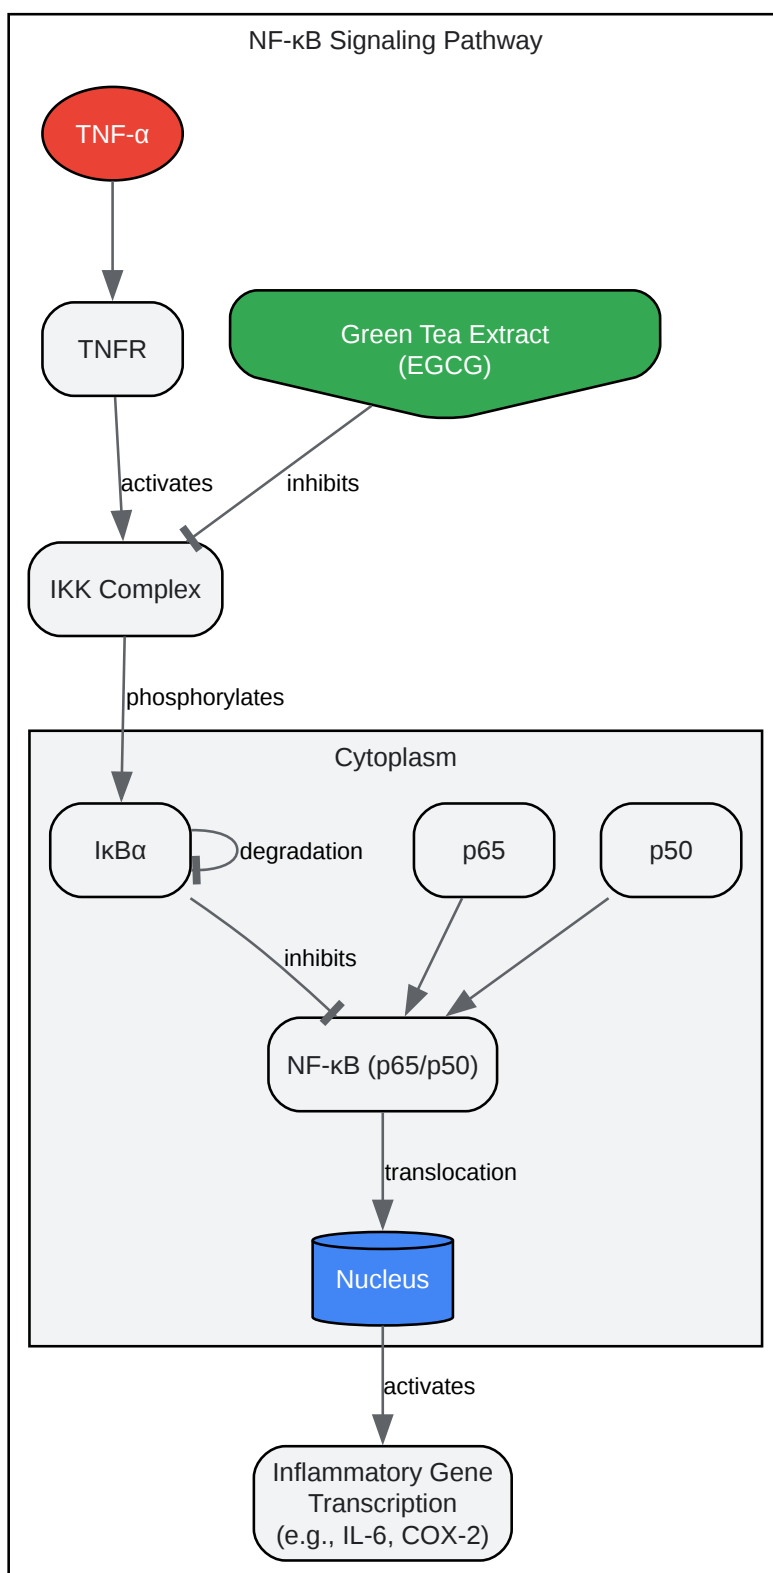 NF-κB Signaling Pathway
TNF-α
TNFR
Green Tea Extract
(EGCG)
activates
inhibits
IKK Complex
phosphorylates
Cytoplasm
IκBα
degradation
p65
p50
inhibits
NF-κB (p65/p50)
translocation
Nucleus
activates
Inflammatory Gene
Transcription
(e.g., IL-6, COX-2)